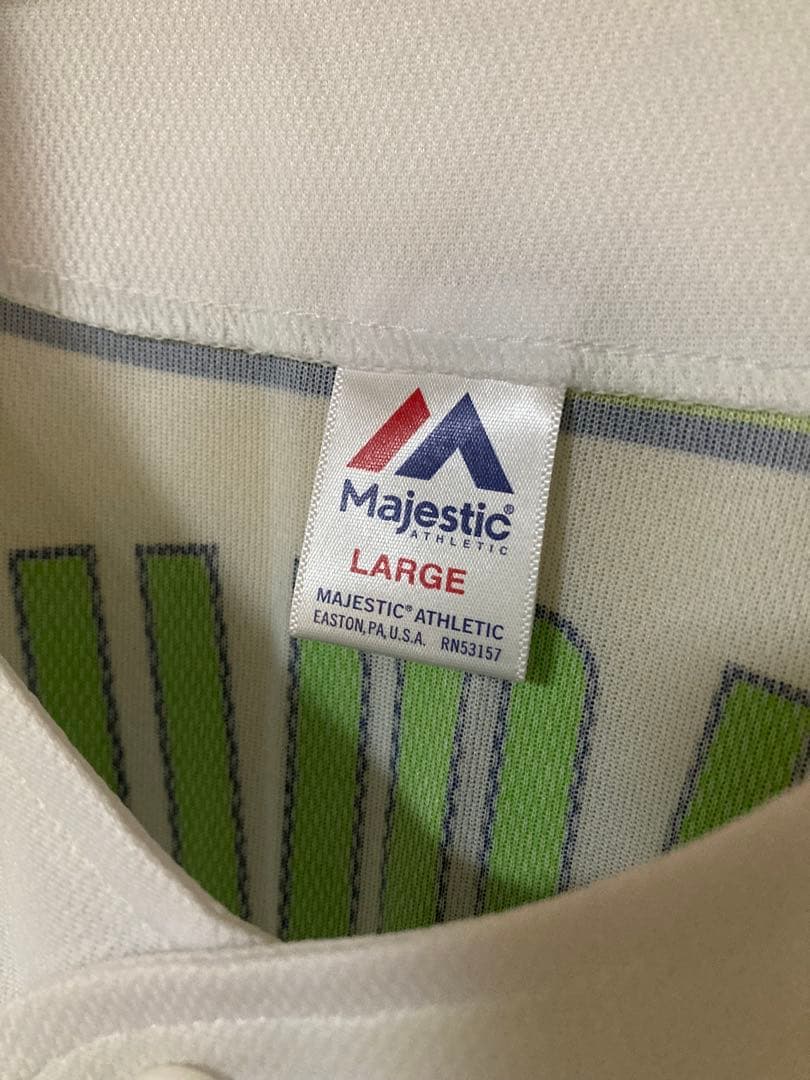 Majestic®
ATHLETIC
LARGE
MAJESTIC® ATHLETIC
EASTON, PA, U.S.A. RN53157